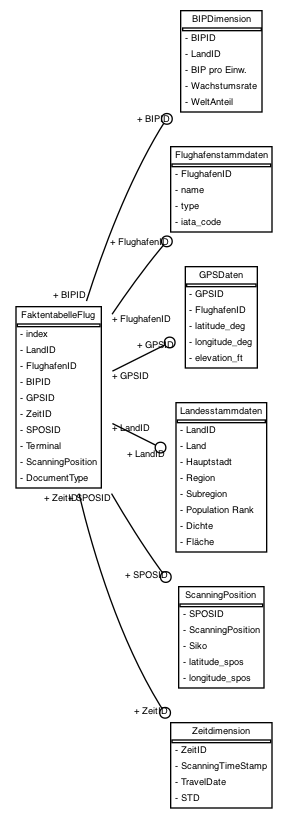 BIPDimension
- BIPID
- LandID
- BIP pro Einw.
- Wachstumsrate
- WeltAnteil
+ BIPID
Flughafenstammdaten
- FlughafenID
- name
- type
- iata_code
+ FlughafenID
GPSDaten
- GPSID
- FlughafenID
- latitude_deg
- longitude_deg
- elevation_ft
+ BIPID
FaktentabelleFlug
- index
- LandID
- FlughafenID
- BIPID
- GPSID
- ZeitID
- SPOSID
- Terminal
- ScanningPosition
- DocumentType
+ FlughafenID
+ GPSID
+ GPSID
+ LandID
+ LandID
Landesstammdaten
- LandID
- Land
- Hauptstadt
- Region
- Subregion
- Population Rank
- Dichte
- Fläche
+ ZeitID
+ SPOSID
+ SPOSID
ScanningPosition
- SPOSID
- ScanningPosition
- Siko
- latitude_spos
- longitude_spos
+ ZeitID
Zeitdimension
- ZeitID
- ScanningTimeStamp
- TravelDate
- STD